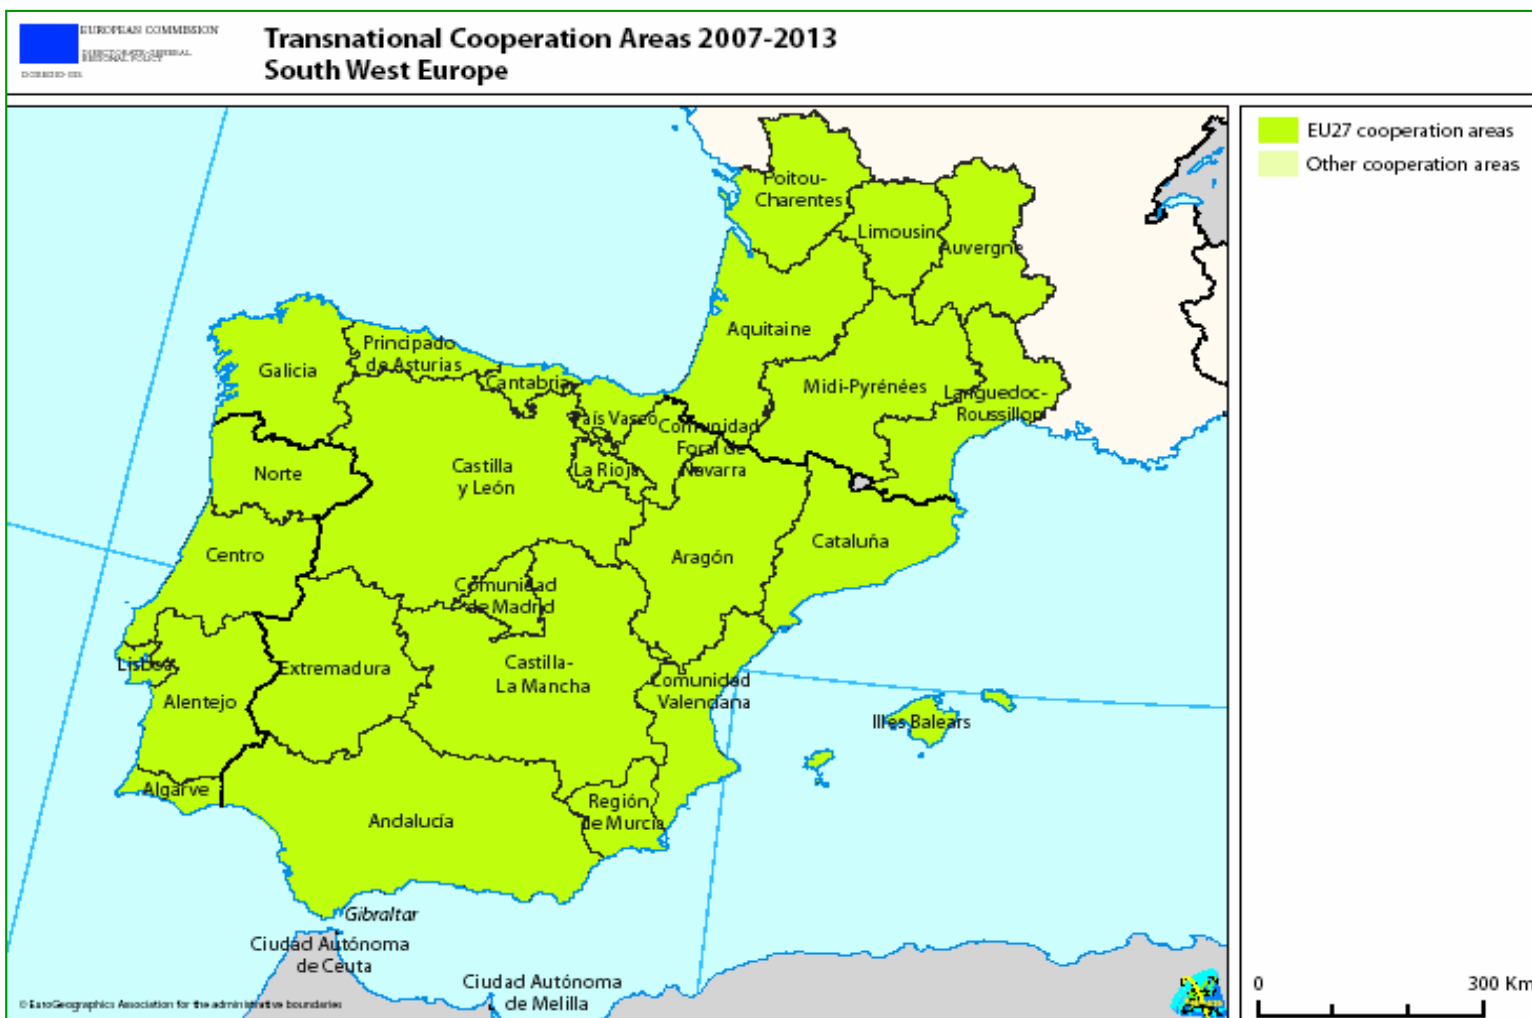 EUROPEAN COMMISSION
DIRECTORATE-GENERAL
REGIONAL POLICY
Transnational Cooperation Areas 2007-2013
South West Europe
EU27 cooperation areas
Other cooperation areas
Poitou-
Charentes
Limousin
Auvergne
Aquitaine
Principado
de Asturias
Galicia
Cantabria
Midi-Pyrénées
Languedoc-
Roussillon
País Vasco
Comunidad
Foral de
Navarra
La Rioja
Castilla
y León
Norte
Centro
Aragón
Cataluña
Comunidad
de Madrid
Lisboa
Extremadura
Castilla-
La Mancha
Comunidad
Valenciana
Alentejo
Illes Balears
Algarve
Andalucía
Región
de Murcia
Gibraltar
Ciudad Autónoma
de Ceuta
Ciudad Autónoma
de Melilla
© EuroGeographics Association for the administrative boundaries
0 300 Km